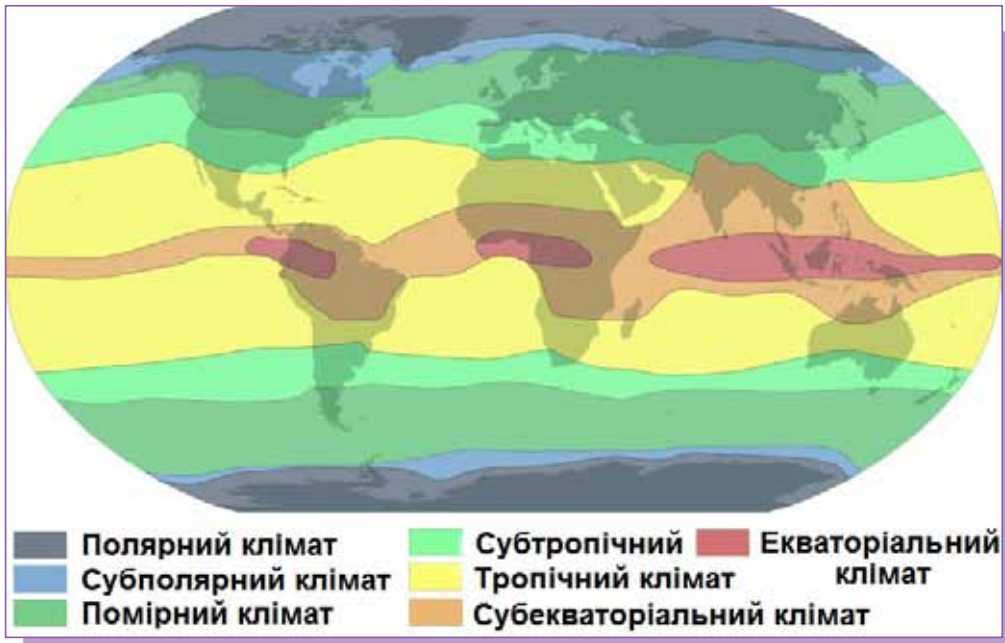 Полярний клімат
Субполярний клімат
Помірний клімат
Субтропічний
Тропічний клімат
Субекваторіальний клімат
Екваторіальний
клімат